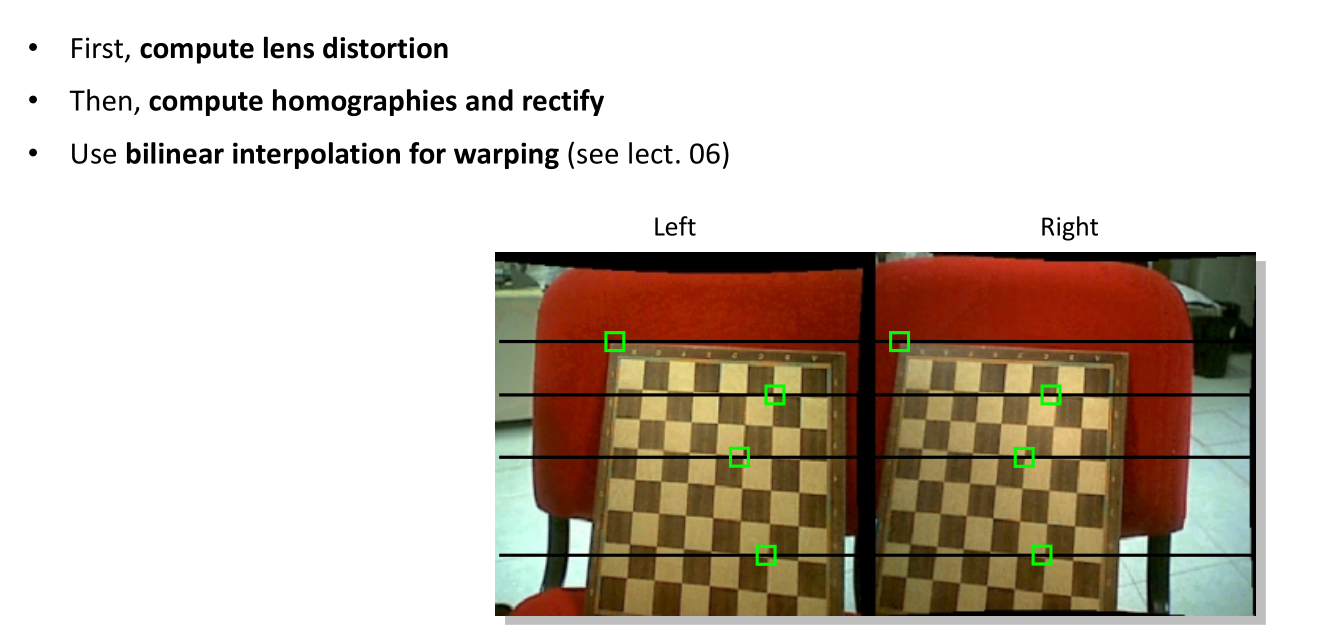 • First, compute lens distortion
• Then, compute homographies and rectify
• Use bilinear interpolation for warping (see lect. 06)
Left
Right